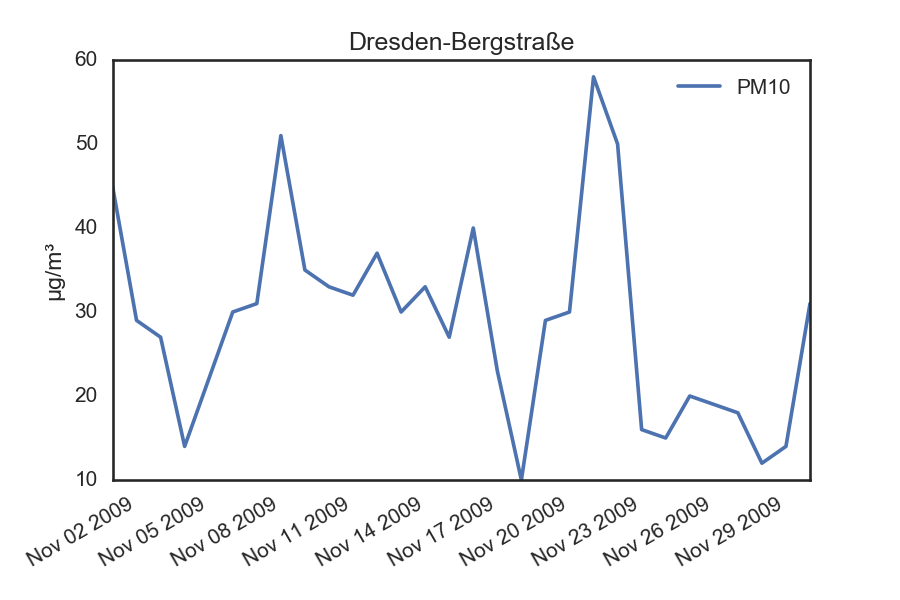 Dresden-Bergstraße
60
50
40
30
20
10
µg/m³
PM10
Nov 02 2009
Nov 05 2009
Nov 08 2009
Nov 11 2009
Nov 14 2009
Nov 17 2009
Nov 20 2009
Nov 23 2009
Nov 26 2009
Nov 29 2009